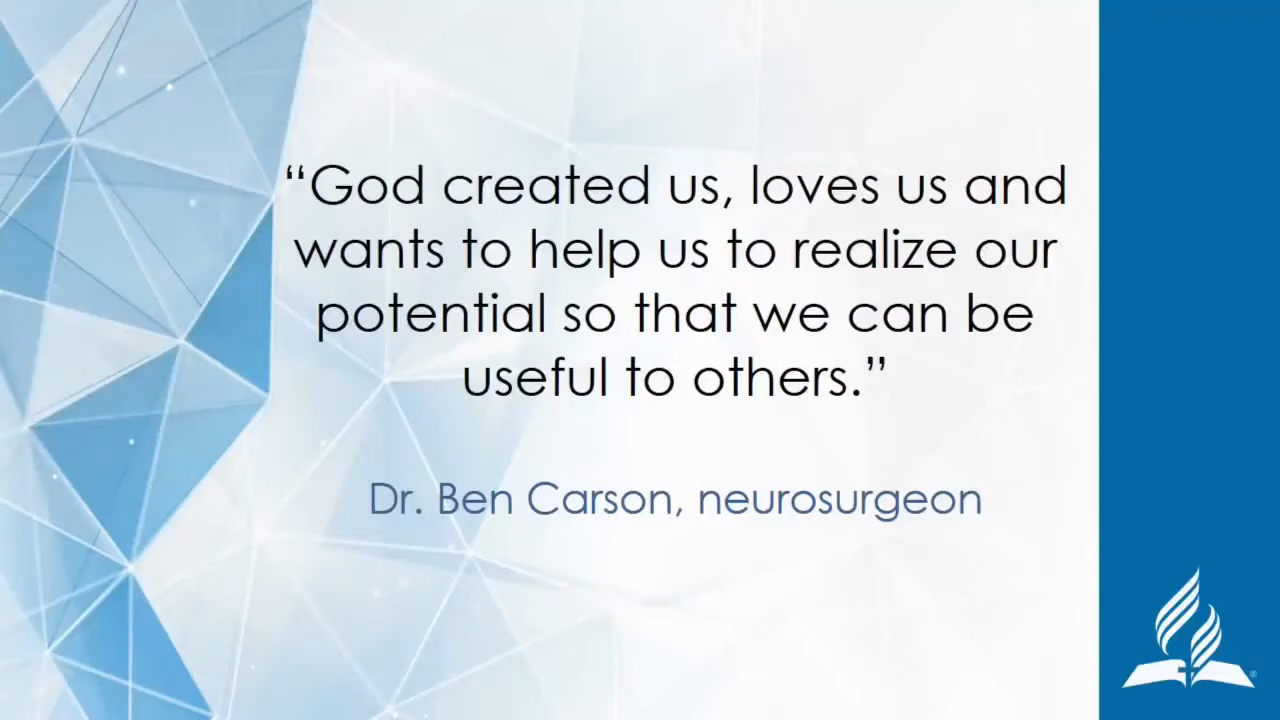 “God created us, loves us and
wants to help us to realize our
potential so that we can be
useful to others.”
Dr. Ben Carson, neurosurgeon
®